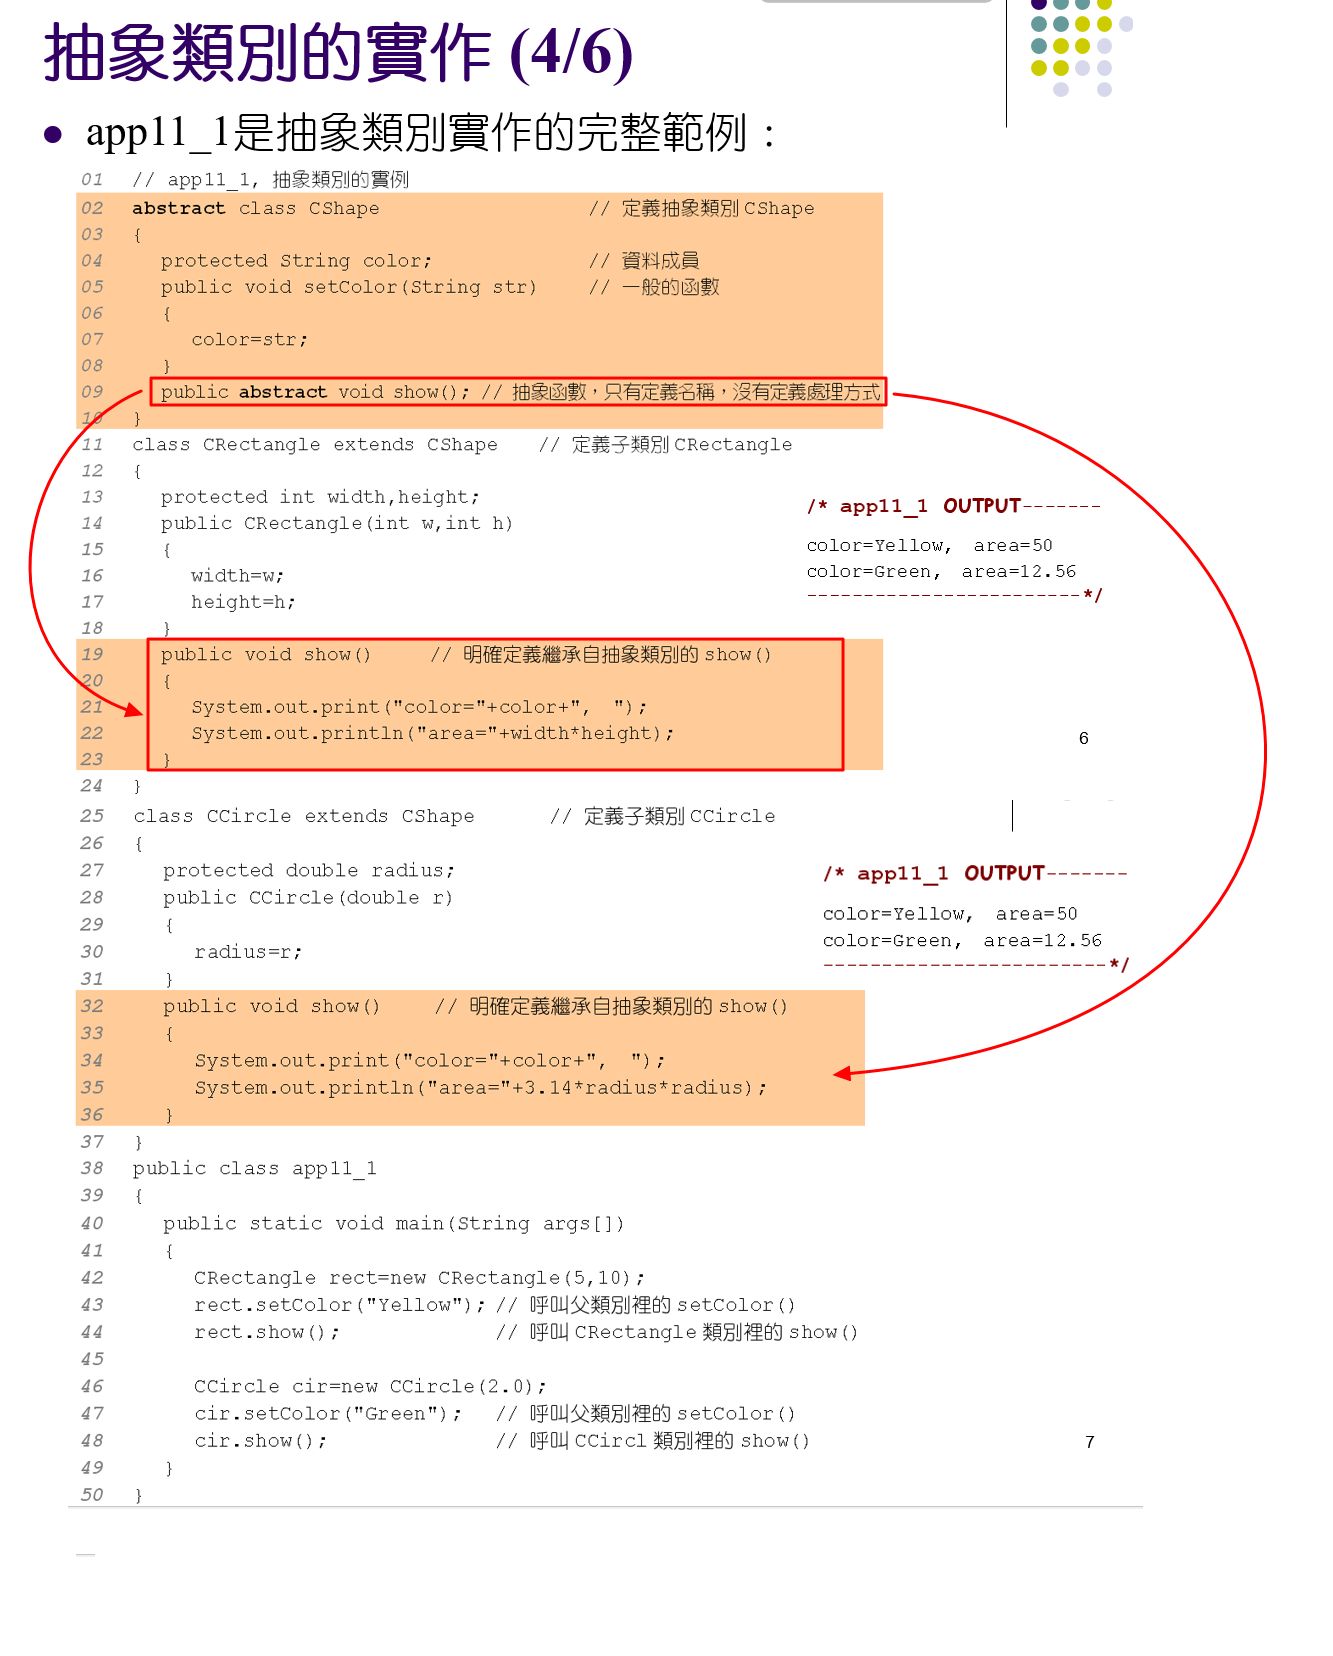 抽象類別的實作 (4/6)
app11_1是抽象類別實作的完整範例：
01 // app11_1, 抽象類別的實例
02 abstract class CShape // 定義抽象類別 CShape
03 {
04 protected String color; // 資料成員
05 public void setColor(String str) // 一般的函數
06 {
07 color=str;
08 }
09 public abstract void show(); // 抽象函數，只有定義名稱，沒有定義處理方式
10 }
11 class CRectangle extends CShape // 定義子類別 CRectangle
12 {
13 protected int width,height;
14 public CRectangle(int w,int h)
15 {
16 width=w;
17 height=h;
18 }
19 public void show() // 明確定義繼承自抽象類別的 show()
20 {
21 System.out.print("color="+color+",  ");
22 System.out.println("area="+width*height);
23 }
24 }
/* app11_1 OUTPUT-------
color=Yellow,  area=50
color=Green,  area=12.56
------------------------*/
6
25 class CCircle extends CShape // 定義子類別 CCircle
26 {
27 protected double radius;
28 public CCircle(double r)
29 {
30 radius=r;
31 }
32 public void show() // 明確定義繼承自抽象類別的 show()
33 {
34 System.out.print("color="+color+",  ");
35 System.out.println("area="+3.14*radius*radius);
36 }
37 }
38 public class app11_1
39 {
40 public static void main(String args[])
41 {
42 CRectangle rect=new CRectangle(5,10);
43 rect.setColor("Yellow"); // 呼叫父類別裡的 setColor()
44 rect.show(); // 呼叫 CRectangle 類別裡的 show()
45
46 CCircle cir=new CCircle(2.0);
47 cir.setColor("Green"); // 呼叫父類別裡的 setColor()
48 cir.show(); // 呼叫 CCircl 類別裡的 show()
49 }
50 }
/* app11_1 OUTPUT-------
color=Yellow,  area=50
color=Green,  area=12.56
------------------------*/
7